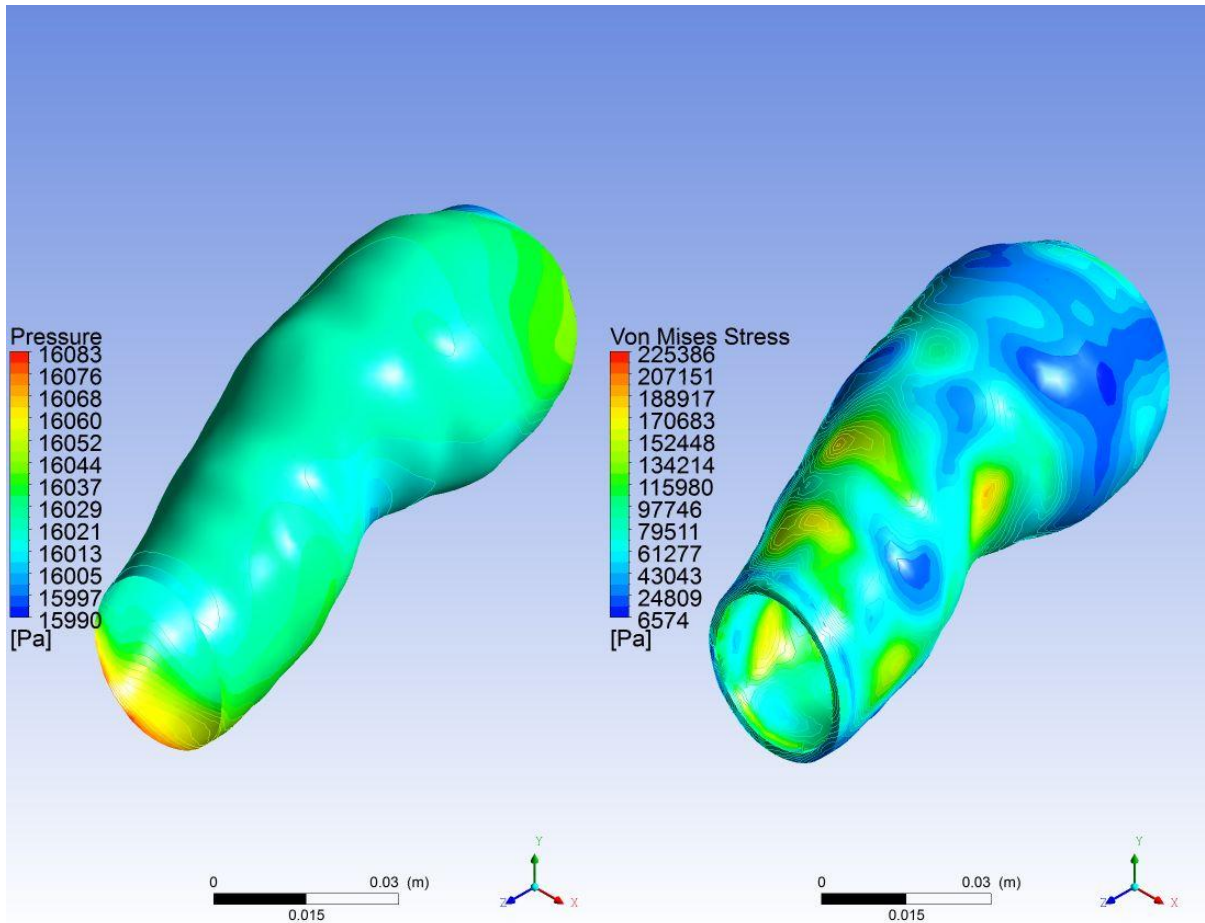 Pressure
16083
16076
16068
16060
16052
16044
16037
16029
16021
16013
16005
15997
15990
[Pa]
Von Mises Stress
225386
207151
188917
170683
152448
134214
115980
97746
79511
61277
43043
24809
6574
[Pa]
0 0.03 (m)
0.015
Y
Z X
0 0.03 (m)
0.015
Y
Z X